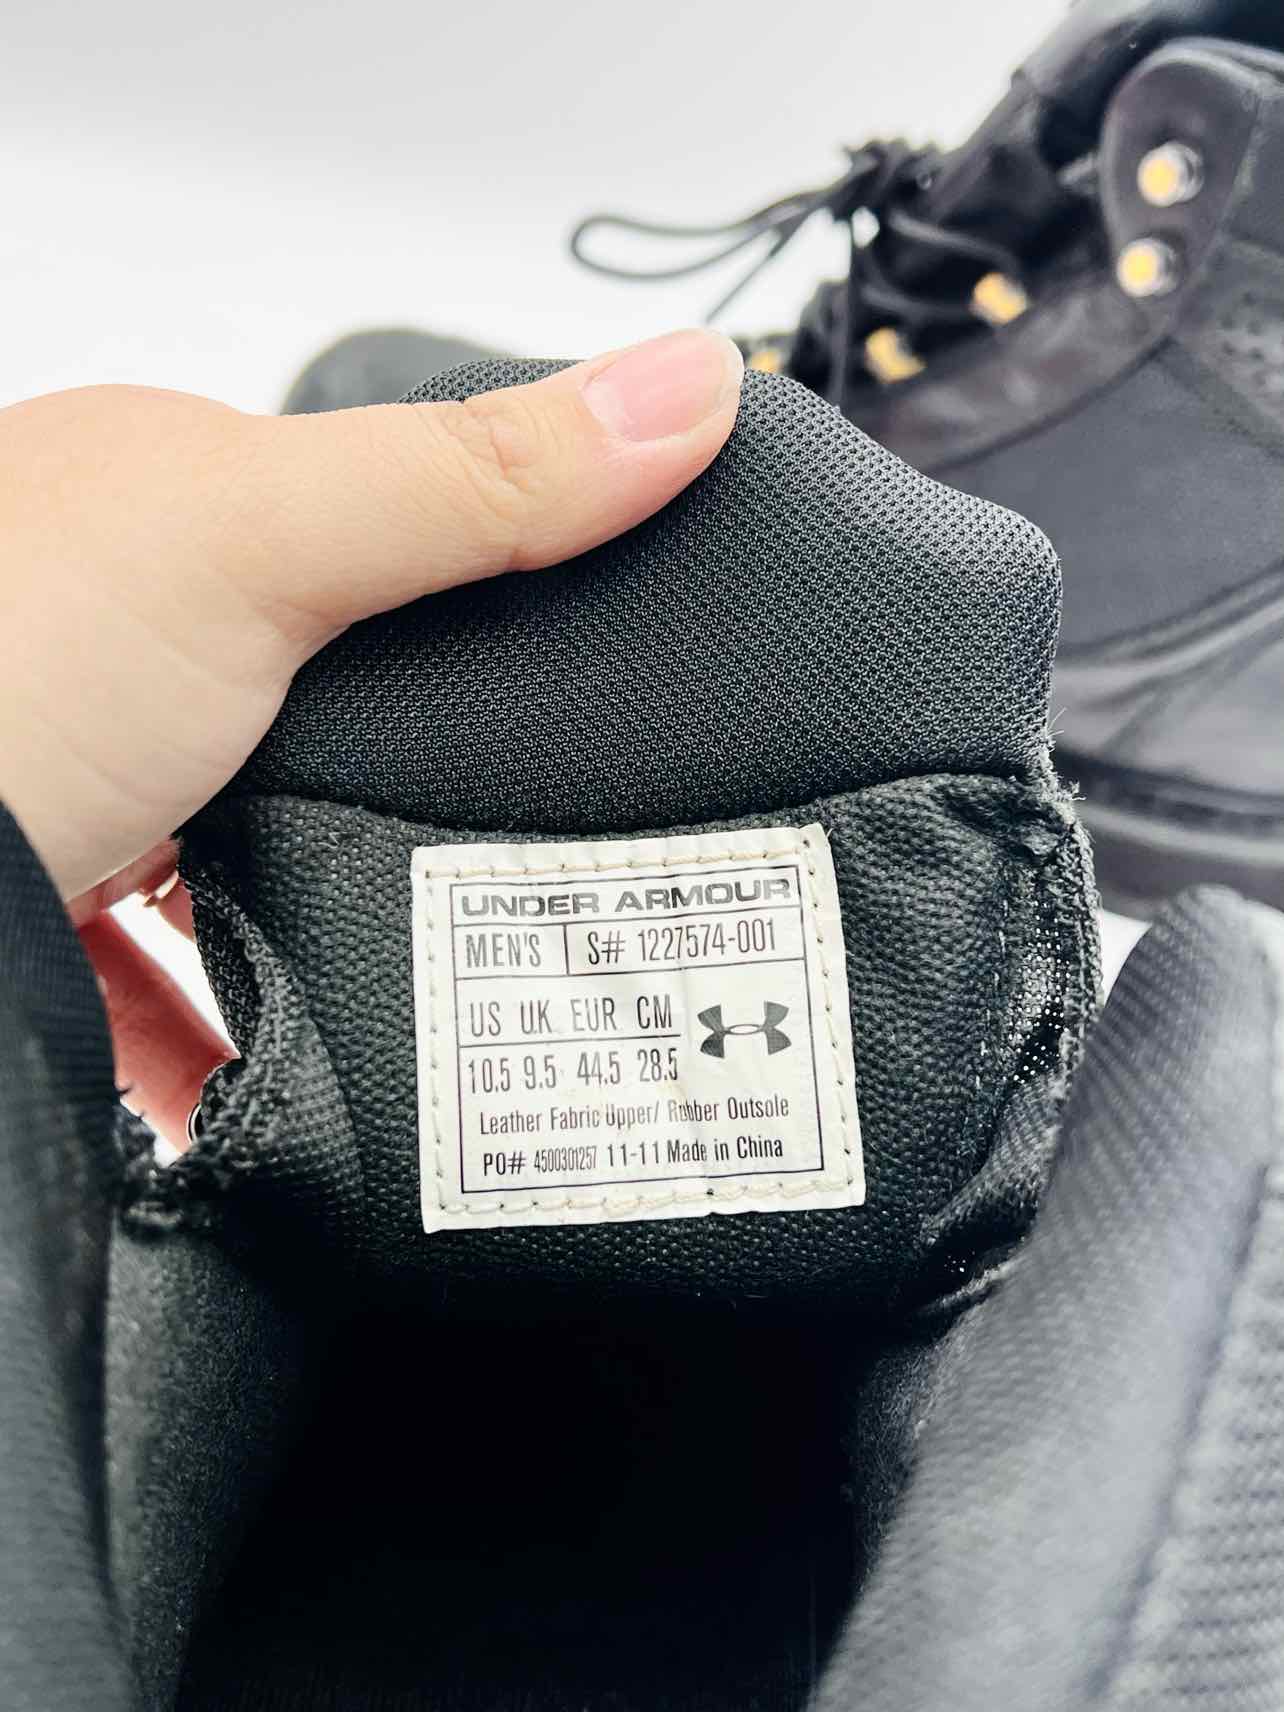 UNDER ARMOUR
MEN'S S# 1227574-001
US UK EUR CM
10.5 9.5 44.5 28.5
Leather Fabric Upper/ Rubber Outsole
PO# 4500301257 11-11 Made in China